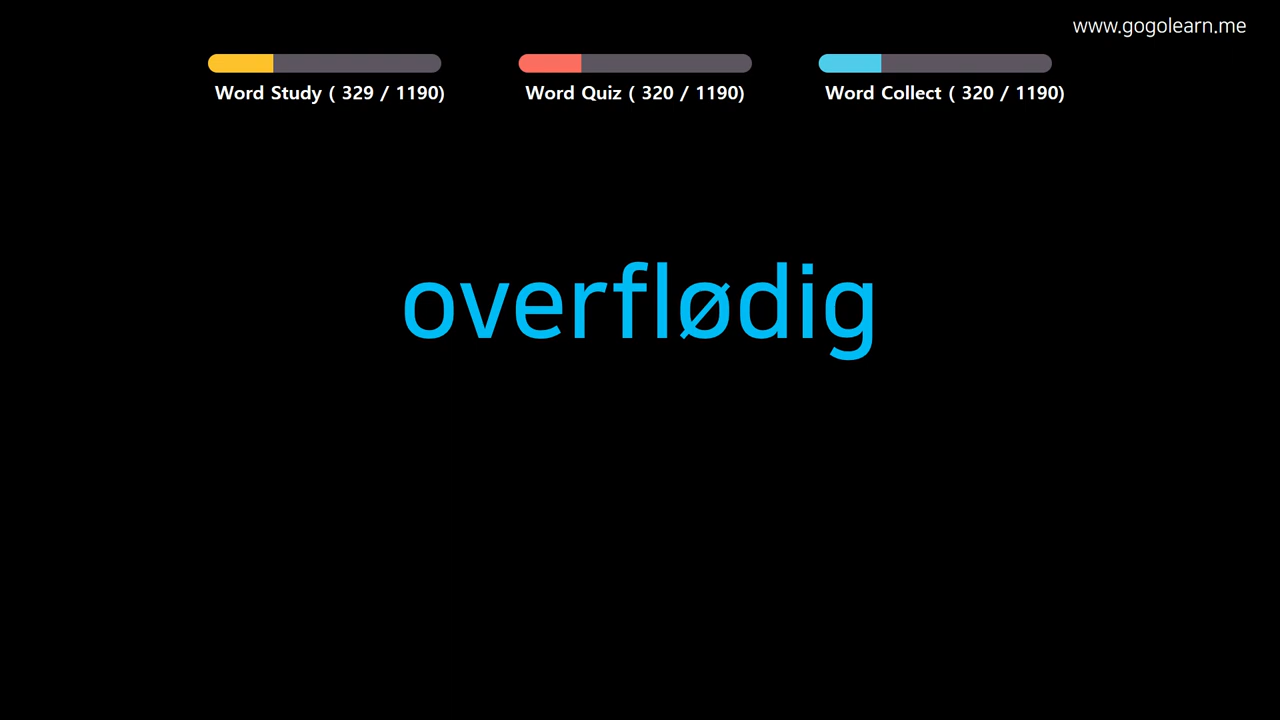 www.gogolearn.me
Word Study ( 329 / 1190)
Word Quiz ( 320 / 1190)
Word Collect ( 320 / 1190)
overflødig